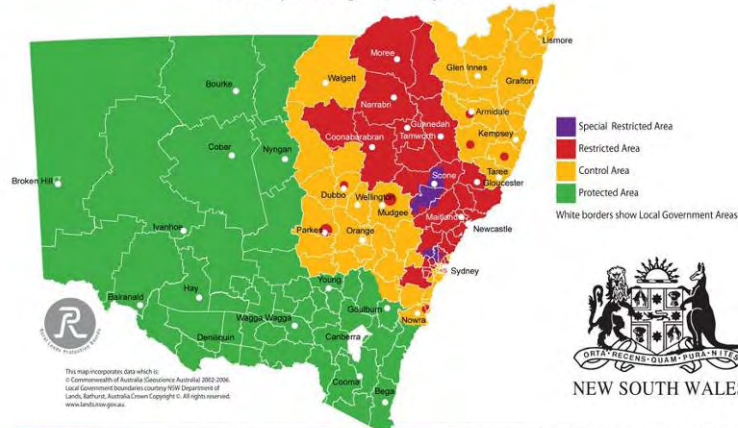 Moree
Lismore
Bourke
Walgett
Glen Innes
Grafton
Narrabri
Armidale
Gunnedah
Kempsey
Cobar
Nyngan
Coonabarabran
Tamworth
Scone
Taree
Gloucester
Broken Hill
Dubbo
Wellington
Mudgee
Maitland
Newcastle
Ivanhoe
Parkes
Orange
Sydney
Hay
Young
Balranald
Goulburn
Wagga Wagga
Nowra
Deniliquin
Canberra
Cooma
Bega
Special Restricted Area
Restricted Area
Control Area
Protected Area
White borders show Local Government Areas
R
Rural Lands Protection Boards
This map incorporates data which is:
© Commonwealth of Australia (Geoscience Australia) 2002-2006.
Local Government boundaries courtesy NSW Department of
Lands, Bathurst, Australia.Crown Copyright ©. All rights reserved.
www.lands.nsw.gov.au.
ORTA·RECENS·QUAM·PURA·NITES
NEW SOUTH WALES